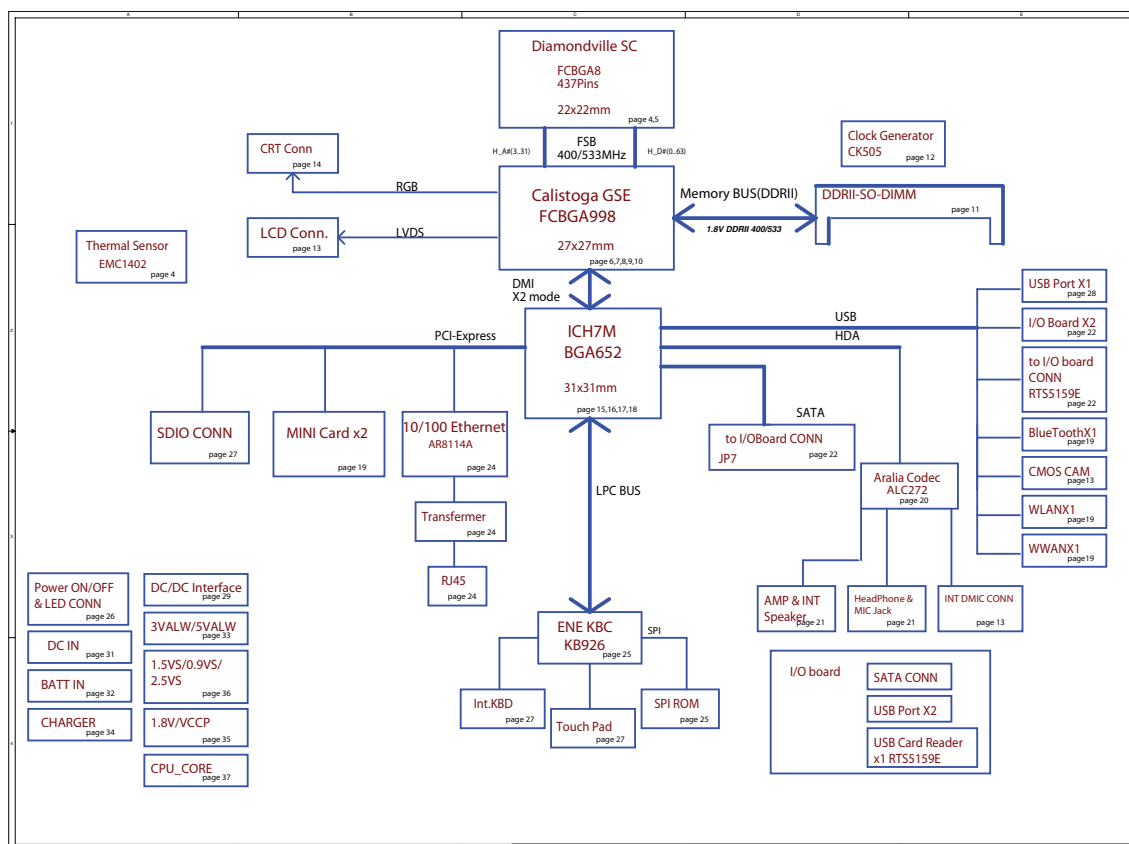 A
B
C
D
E
1
2
3
4
Diamondville SC
FCBGA8
437Pins
22x22mm
page 4,5
H_A#(3..31)
FSB
400/533MHz
H_D#(0..63)
Clock Generator
CK505
page 12
CRT Conn
page 14
RGB
Calistoga GSE
FCBGA998
27x27mm
page 6,7,8,9,10
Memory BUS(DDRII)
1.8V DDRII 400/533
DDRII-SO-DIMM
page 11
LCD Conn.
page 13
LVDS
Thermal Sensor
EMC1402
page 4
DMI
X2 mode
USB Port X1
page 28
I/O Board X2
page 22
to I/O board
CONN
RTS5159E
page 22
BlueToothX1
page19
CMOS CAM
page13
WLANX1
page19
WWANX1
page19
USB
HDA
PCI-Express
ICH7M
BGA652
31x31mm
page 15,16,17,18
SATA
to I/OBoard CONN
JP7
page 22
SDIO CONN
page 27
MINI Card x2
page 19
10/100 Ethernet
AR8114A
page 24
Transfermer
page 24
RJ45
page 24
LPC BUS
Aralia Codec
ALC272
page 20
AMP & INT
Speaker
page 21
HeadPhone &
MIC Jack
page 21
INT DMIC CONN
page 13
ENE KBC
KB926
page 25
SPI
Int.KBD
page 27
Touch Pad
page 27
SPI ROM
page 25
Power ON/OFF
& LED CONN
page 26
DC IN
page 31
BATT IN
page 32
CHARGER
page 34
DC/DC Interface
page 29
3VALW/5VALW
page 33
1.5VS/0.9VS/
2.5VS
page 36
1.8V/VCCP
page 35
CPU_CORE
page 37
I/O board
SATA CONN
USB Port X2
USB Card Reader
x1 RTS5159E